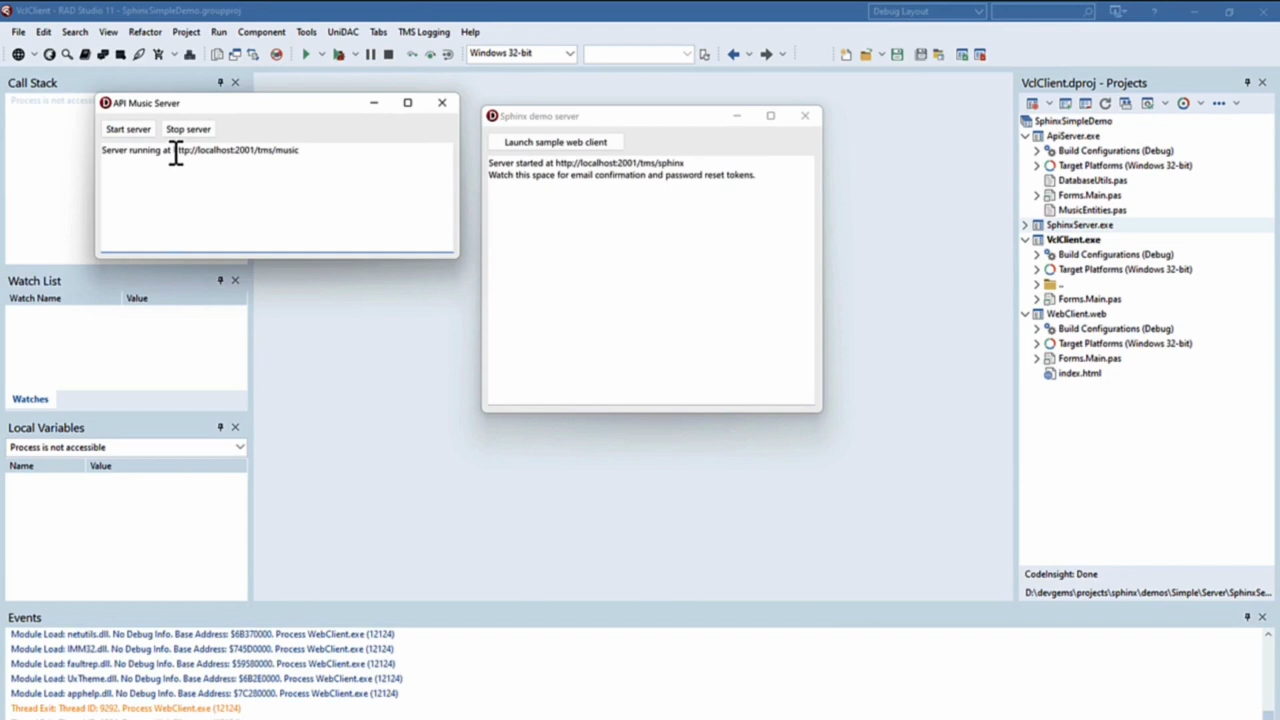 VclClient - RAD Studio 11 - SphinxSimpleDemo.groupproj
Debug Layout
File Edit Search View Refactor Project Run Component Tools UniDAC Tabs TMS Logging Help
Windows 32-bit
Call Stack
Process is not access
API Music Server
Start server Stop server
Server running at http://localhost:2001/tms/music
Sphinx demo server
Launch sample web client
Server started at http://localhost:2001/tms/sphinx
Watch this space for email confirmation and password reset tokens.
Watch List
Watch Name Value
Watches
Local Variables
Process is not accessible
Name Value
VclClient.dproj - Projects
SphinxSimpleDemo
ApiServer.exe
Build Configurations (Debug)
Target Platforms (Windows 32-bit)
DatabaseUtils.pas
Forms.Main.pas
MusicEntities.pas
SphinxServer.exe
VclClient.exe
Build Configurations (Debug)
Target Platforms (Windows 32-bit)
..
Forms.Main.pas
WebClient.web
Build Configurations (Debug)
Target Platforms (Windows 32-bit)
Forms.Main.pas
index.html
CodeInsight: Done
D:\devgems\projects\sphinx\demos\Simple\Server\SphinxSe...
Events
Module Load: netutils.dll. No Debug Info. Base Address: $6B370000. Process WebClient.exe (12124)
Module Load: IMM32.dll. No Debug Info. Base Address: $745D0000. Process WebClient.exe (12124)
Module Load: faultrep.dll. No Debug Info. Base Address: $59580000. Process WebClient.exe (12124)
Module Load: UxTheme.dll. No Debug Info. Base Address: $6B2E0000. Process WebClient.exe (12124)
Module Load: apphelp.dll. No Debug Info. Base Address: $7C280000. Process WebClient.exe (12124)
Thread Exit: Thread ID: 9292. Process WebClient.exe (12124)